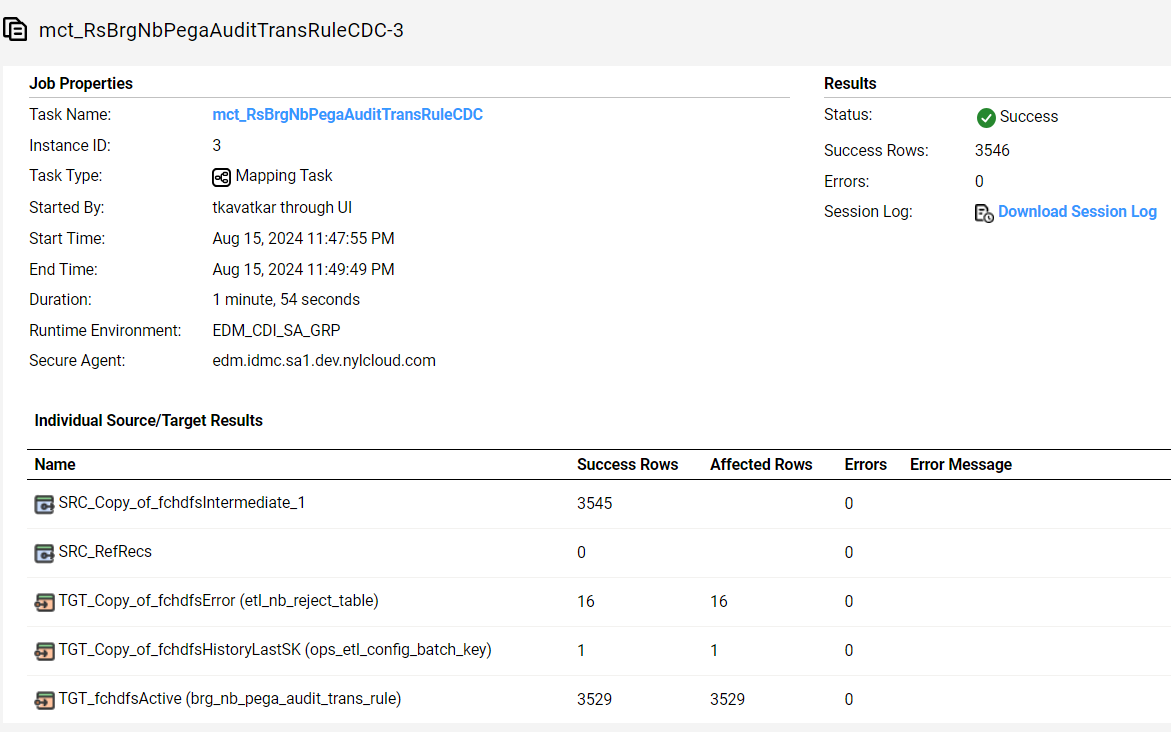 mct_RsBrgNbPegaAuditTransRuleCDC-3
Job Properties
Task Name: mct_RsBrgNbPegaAuditTransRuleCDC
Instance ID: 3
Task Type: Mapping Task
Started By: tkavatkar through UI
Start Time: Aug 15, 2024 11:47:55 PM
End Time: Aug 15, 2024 11:49:49 PM
Duration: 1 minute, 54 seconds
Runtime Environment: EDM_CDI_SA_GRP
Secure Agent: edm.idmc.sa1.dev.nylcloud.com
Results
Status: Success
Success Rows: 3546
Errors: 0
Session Log: Download Session Log
Individual Source/Target Results
Name Success Rows Affected Rows Errors Error Message
SRC_Copy_of_fchdfsIntermediate_1 3545 0
SRC_RefRecs 0 0
TGT_Copy_of_fchdfsError (etl_nb_reject_table) 16 16 0
TGT_Copy_of_fchdfsHistoryLastSK (ops_etl_config_batch_key) 1 1 0
TGT_fchdfsActive (brg_nb_pega_audit_trans_rule) 3529 3529 0